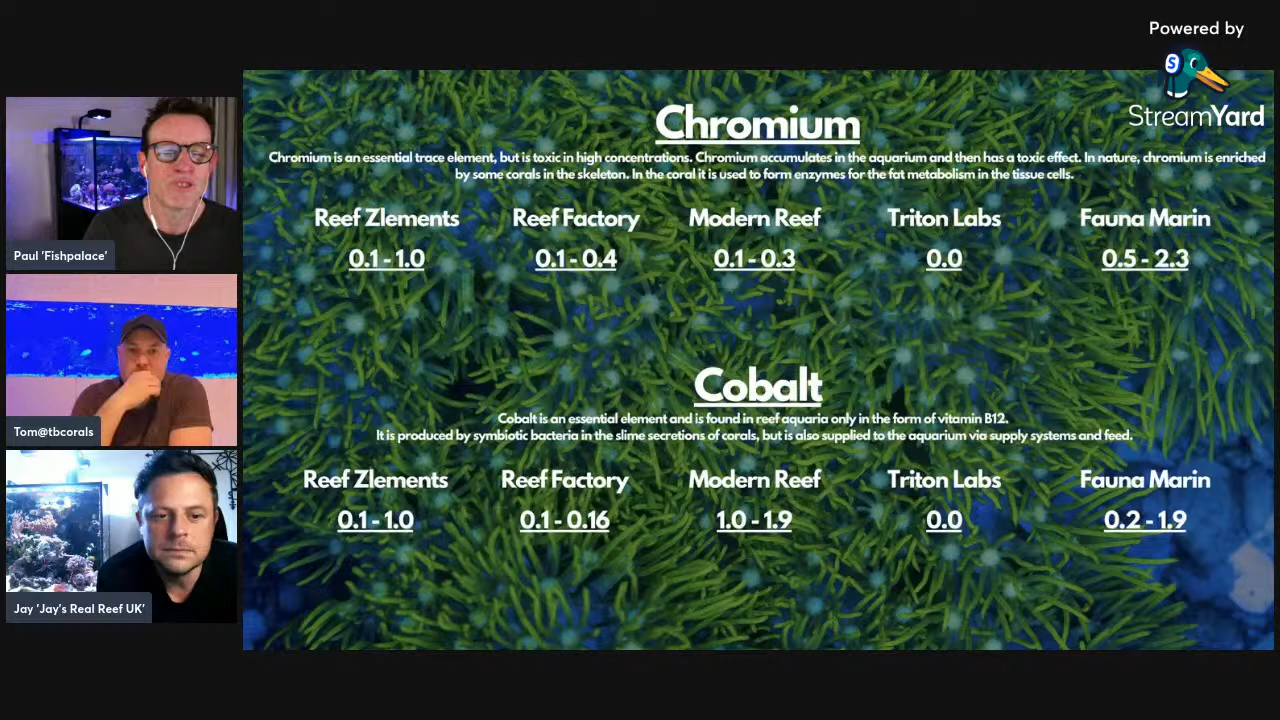 Powered by
S
StreamYard
Paul 'Fishpalace'
Tom@tbcorals
Jay 'Jay's Real Reef UK'
Chromium
Chromium is an essential trace element, but is toxic in high concentrations. Chromium accumulates in the aquarium and then has a toxic effect. In nature, chromium is enriched
by some corals in the skeleton. In the coral it is used to form enzymes for the fat metabolism in the tissue cells.
Reef Zlements Reef Factory Modern Reef Triton Labs Fauna Marin
0.1 - 1.0 0.1 - 0.4 0.1 - 0.3 0.0 0.5 - 2.3
Cobalt
Cobalt is an essential element and is found in reef aquaria only in the form of vitamin B12.
It is produced by symbiotic bacteria in the slime secretions of corals, but is also supplied to the aquarium via supply systems and feed.
Reef Zlements Reef Factory Modern Reef Triton Labs Fauna Marin
0.1 - 1.0 0.1 - 0.16 1.0 - 1.9 0.0 0.2 - 1.9